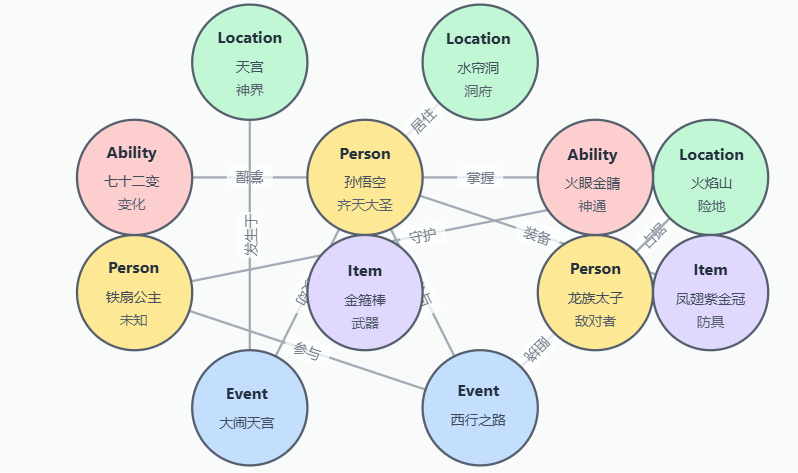 Location
天宫
神界
Location
水帘洞
洞府
居住
Ability
七十二变
变化
掌握
Person
孙悟空
齐天大圣
掌握
Ability
火眼金睛
神通
Location
火焰山
险地
发生于
守护
装备
占据
Person
铁扇公主
未知
Item
金箍棒
武器
Person
龙族太子
敌对者
Item
凤翅紫金冠
防具
参与
阻挠
Event
大闹天宫
Event
西行之路